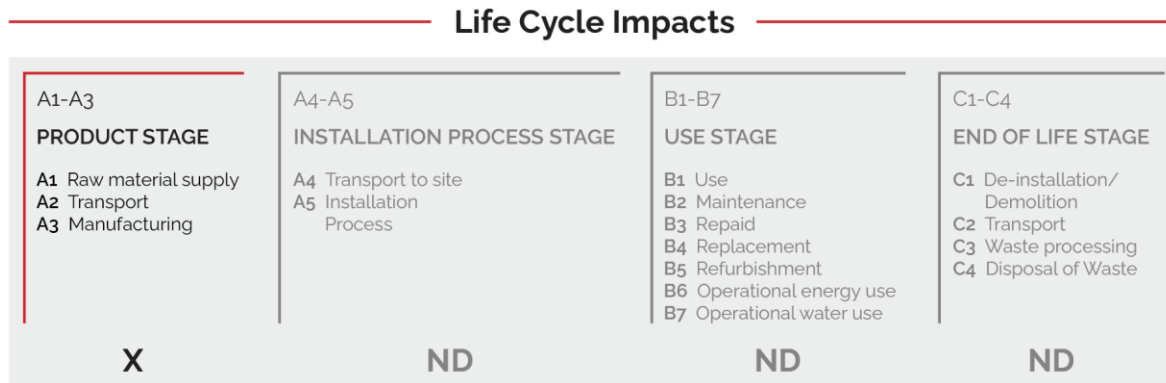 Life Cycle Impacts
A1-A3
PRODUCT STAGE
A1 Raw material supply
A2 Transport
A3 Manufacturing
X
A4-A5
INSTALLATION PROCESS STAGE
A4 Transport to site
A5 Installation
Process
ND
B1-B7
USE STAGE
B1 Use
B2 Maintenance
B3 Repaid
B4 Replacement
B5 Refurbishment
B6 Operational energy use
B7 Operational water use
ND
C1-C4
END OF LIFE STAGE
C1 De-installation/
Demolition
C2 Transport
C3 Waste processing
C4 Disposal of Waste
ND